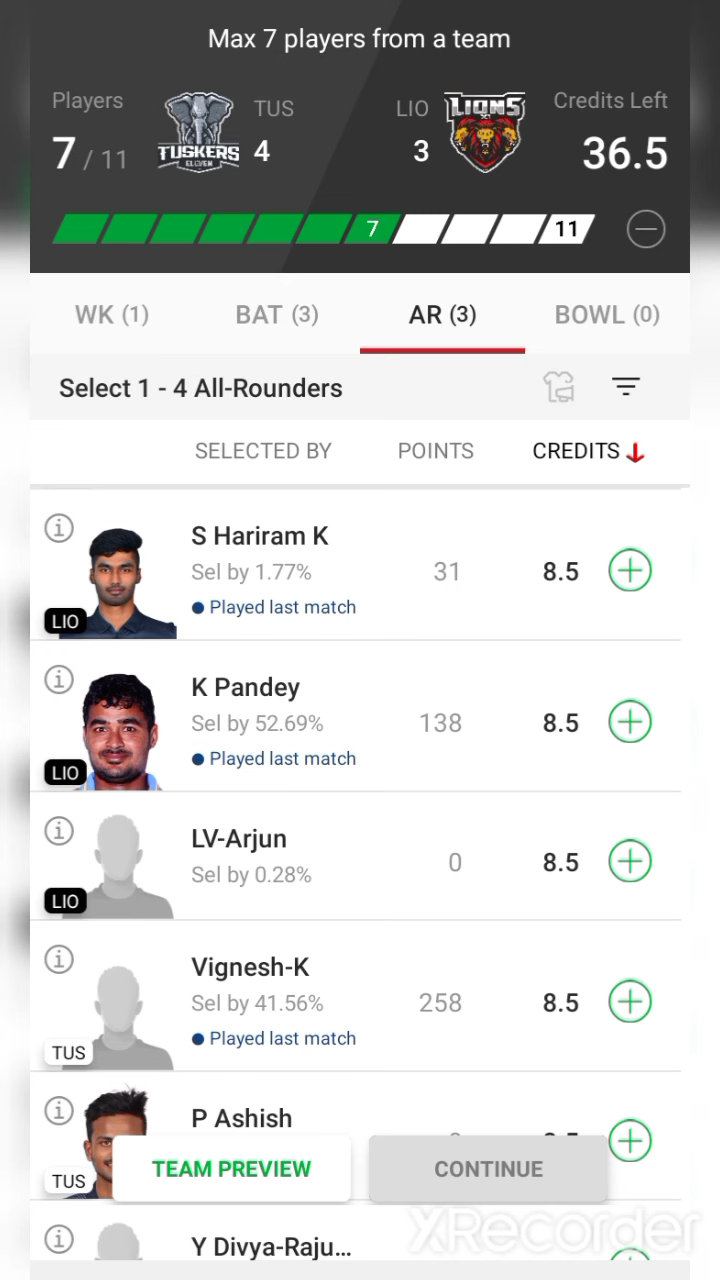 Max 7 players from a team
Players
TUS
LIO
Credits Left
7 / 11
TUSKERS
ELEVEN
4
3
LIONS
XI
36.5
7
11
WK (1)
BAT (3)
AR (3)
BOWL (0)
Select 1 - 4 All-Rounders
SELECTED BY
POINTS
CREDITS
S Hariram K
Sel by 1.77%
31
8.5
Played last match
LIO
K Pandey
Sel by 52.69%
138
8.5
Played last match
LIO
LV-Arjun
Sel by 0.28%
0
8.5
LIO
Vignesh-K
Sel by 41.56%
258
8.5
Played last match
TUS
P Ashish
TUS
TEAM PREVIEW
CONTINUE
Y Divya-Raju...
XRecorder